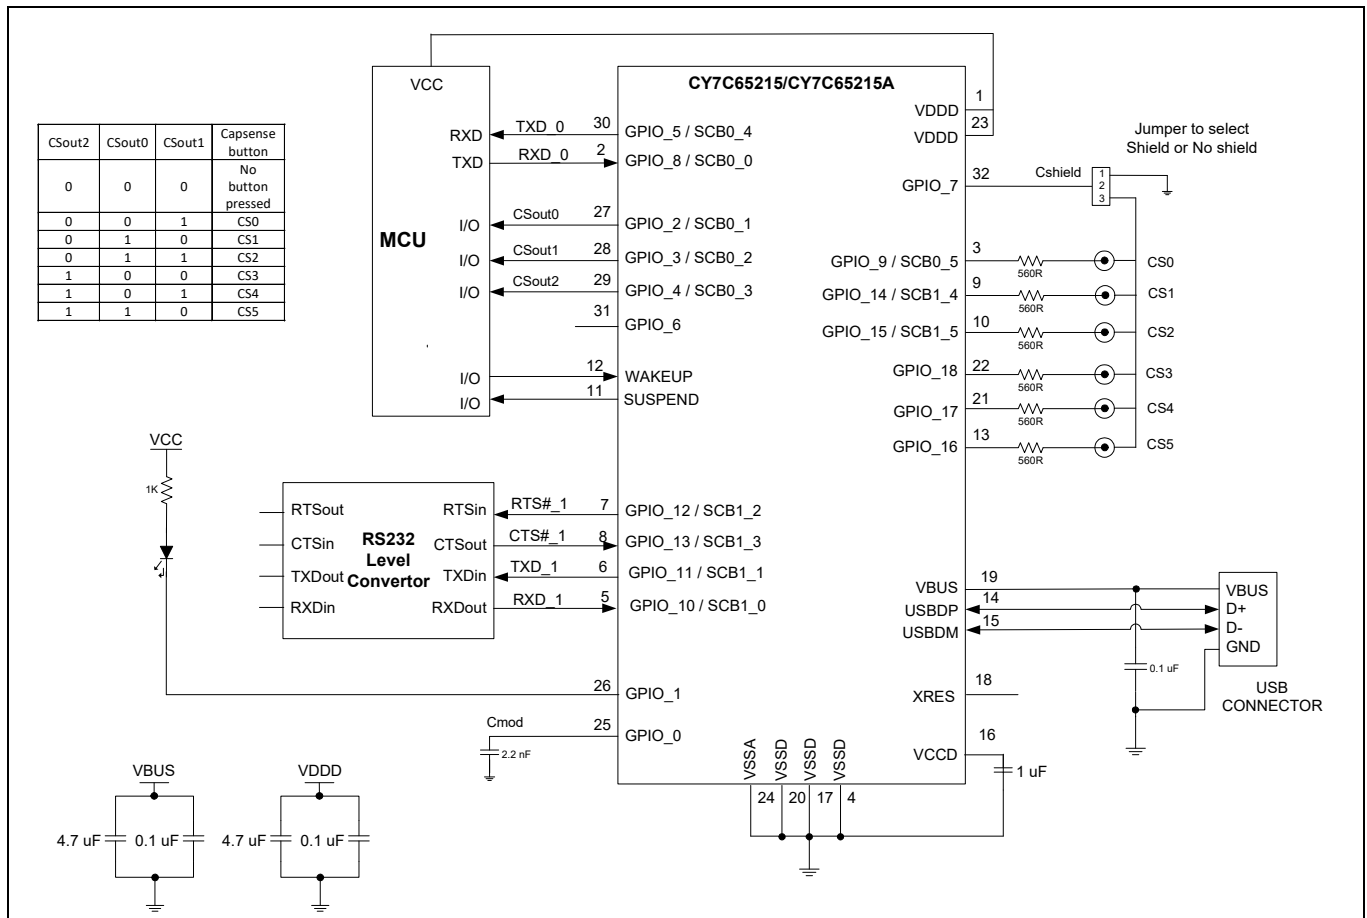 CY7C65215/CY7C65215A
VCC
MCU
RXD
TXD
I/O
I/O
I/O
I/O
I/O
TXD_0
RXD_0
CSout0
CSout1
CSout2
30
2
27
28
29
31
12
11
GPIO_5 / SCB0_4
GPIO_8 / SCB0_0
GPIO_2 / SCB0_1
GPIO_3 / SCB0_2
GPIO_4 / SCB0_3
GPIO_6
WAKEUP
SUSPEND
CSout2 CSout0 CSout1 Capsense button
0 0 0 No button pressed
0 0 1 CS0
0 1 0 CS1
0 1 1 CS2
1 0 0 CS3
1 0 1 CS4
1 1 0 CS5
VDDD 1
VDDD 23
Jumper to select
Shield or No shield
GPIO_7 32 Cshield
1
2
3
GPIO_9 / SCB0_5 3 560R CS0
GPIO_14 / SCB1_4 9 560R CS1
GPIO_15 / SCB1_5 10 560R CS2
GPIO_18 22 560R CS3
GPIO_17 21 560R CS4
GPIO_16 13 560R CS5
VCC
1K
RS232
Level
Convertor
RTSout
CTSin
TXDout
RXDin
RTSin
CTSout
TXDin
RXDout
RTS#_1 7 GPIO_12 / SCB1_2
CTS#_1 8 GPIO_13 / SCB1_3
TXD_1 6 GPIO_11 / SCB1_1
RXD_1 5 GPIO_10 / SCB1_0
26 GPIO_1
Cmod 25 GPIO_0
2.2 nF
VBUS 19
USBDP 14
USBDM 15
VBUS
D+
D-
GND
0.1 uF
USB
CONNECTOR
XRES 18
VCCD 16
1 uF
VSSA
VSSD
VSSD
VSSD
24 20 17 4
VBUS
4.7 uF 0.1 uF
VDDD
4.7 uF 0.1 uF